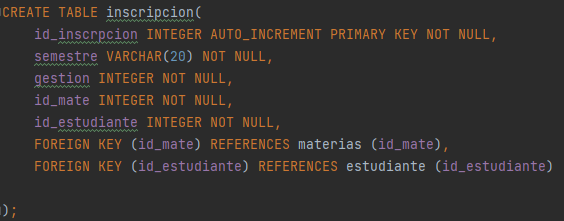 CREATE TABLE inscripcion(
id_inscrpcion INTEGER AUTO_INCREMENT PRIMARY KEY NOT NULL,
semestre VARCHAR(20) NOT NULL,
gestion INTEGER NOT NULL,
id_mate INTEGER NOT NULL,
id_estudiante INTEGER NOT NULL,
FOREIGN KEY (id_mate) REFERENCES materias (id_mate),
FOREIGN KEY (id_estudiante) REFERENCES estudiante (id_estudiante)
);